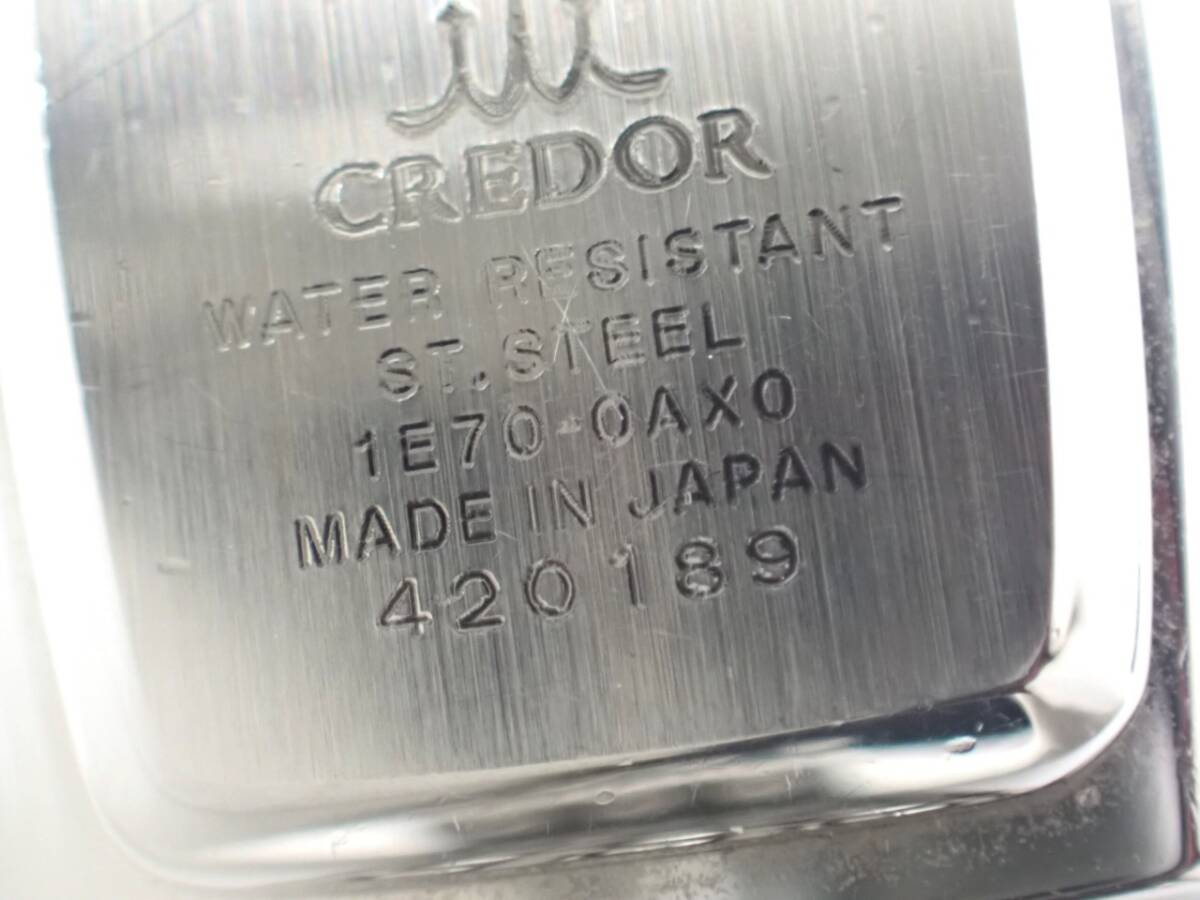 CREDOR
WATER RESISTANT
ST.STEEL
1E70-0AX0
MADE IN JAPAN
420189